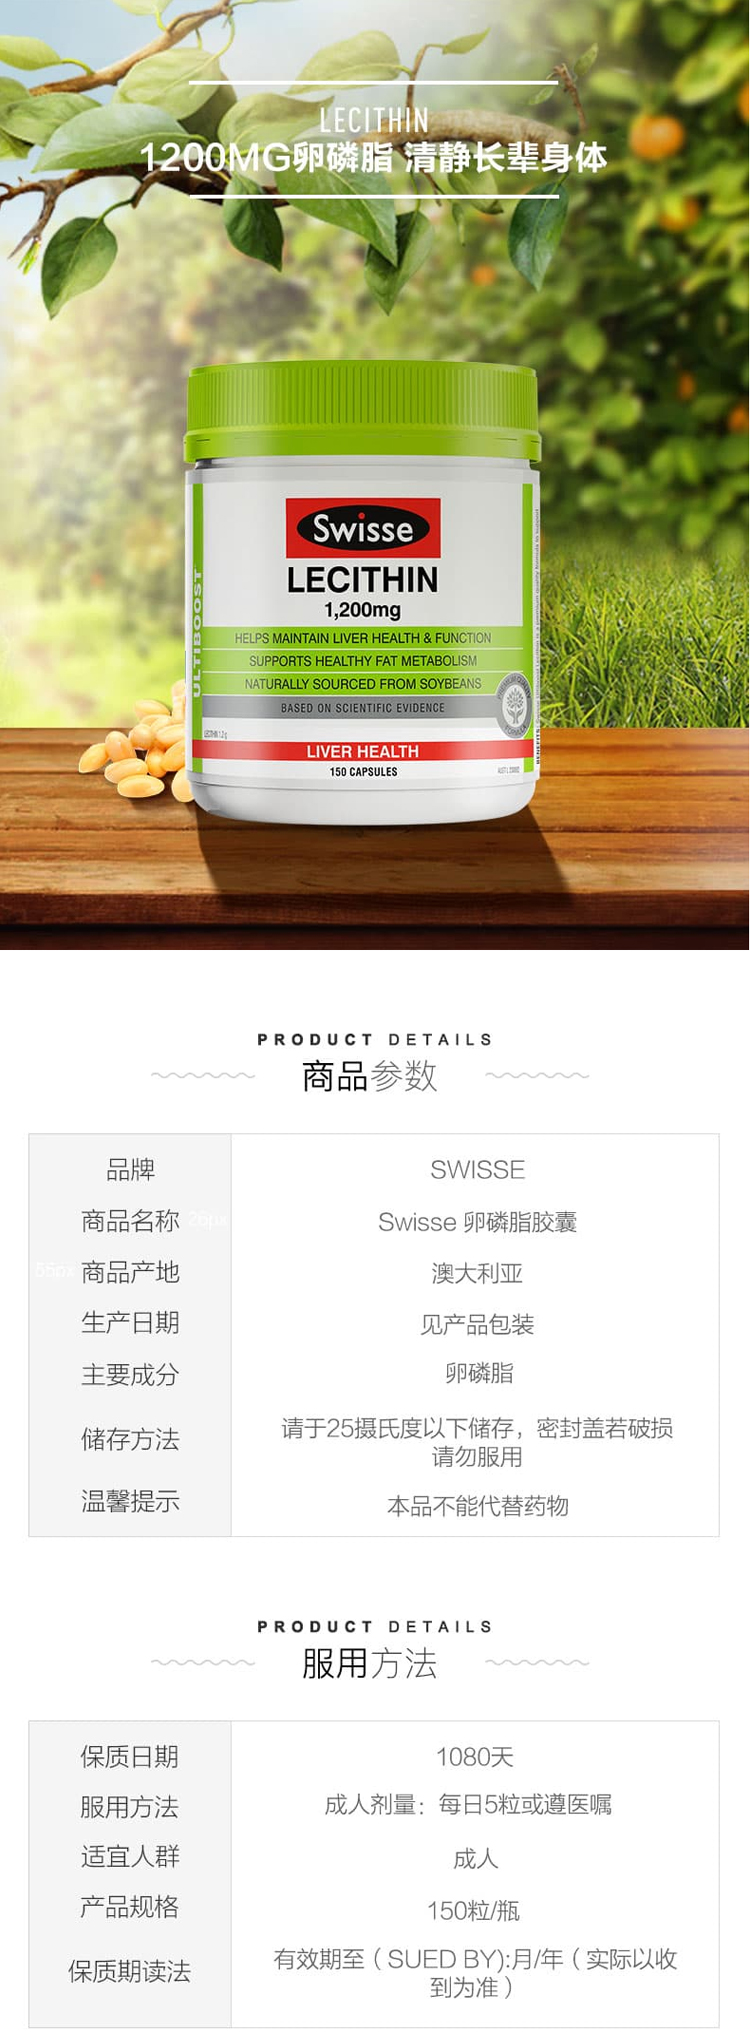 LECITHIN
1200MG卵磷脂 清静长辈身体
Swisse
LECITHIN
1,200mg
HELPS MAINTAIN LIVER HEALTH & FUNCTION
SUPPORTS HEALTHY FAT METABOLISM
NATURALLY SOURCED FROM SOYBEANS
BASED ON SCIENTIFIC EVIDENCE
ULTIBOOST
PREMIUM QUALITY
FORMULA
LECITHIN 1.2g
LIVER HEALTH
150 CAPSULES
PRODUCT DETAILS
商品参数
品牌 SWISSE
商品名称 26px Swisse 卵磷脂胶囊
55px 商品产地 澳大利亚
生产日期 见产品包装
主要成分 卵磷脂
储存方法 请于25摄氏度以下储存，密封盖若破损
请勿服用
温馨提示 本品不能代替药物
PRODUCT DETAILS
服用方法
保质日期 1080天
服用方法 成人剂量：每日5粒或遵医嘱
适宜人群 成人
产品规格 150粒/瓶
保质期读法 有效期至（SUED BY):月/年（实际以收
到为准）